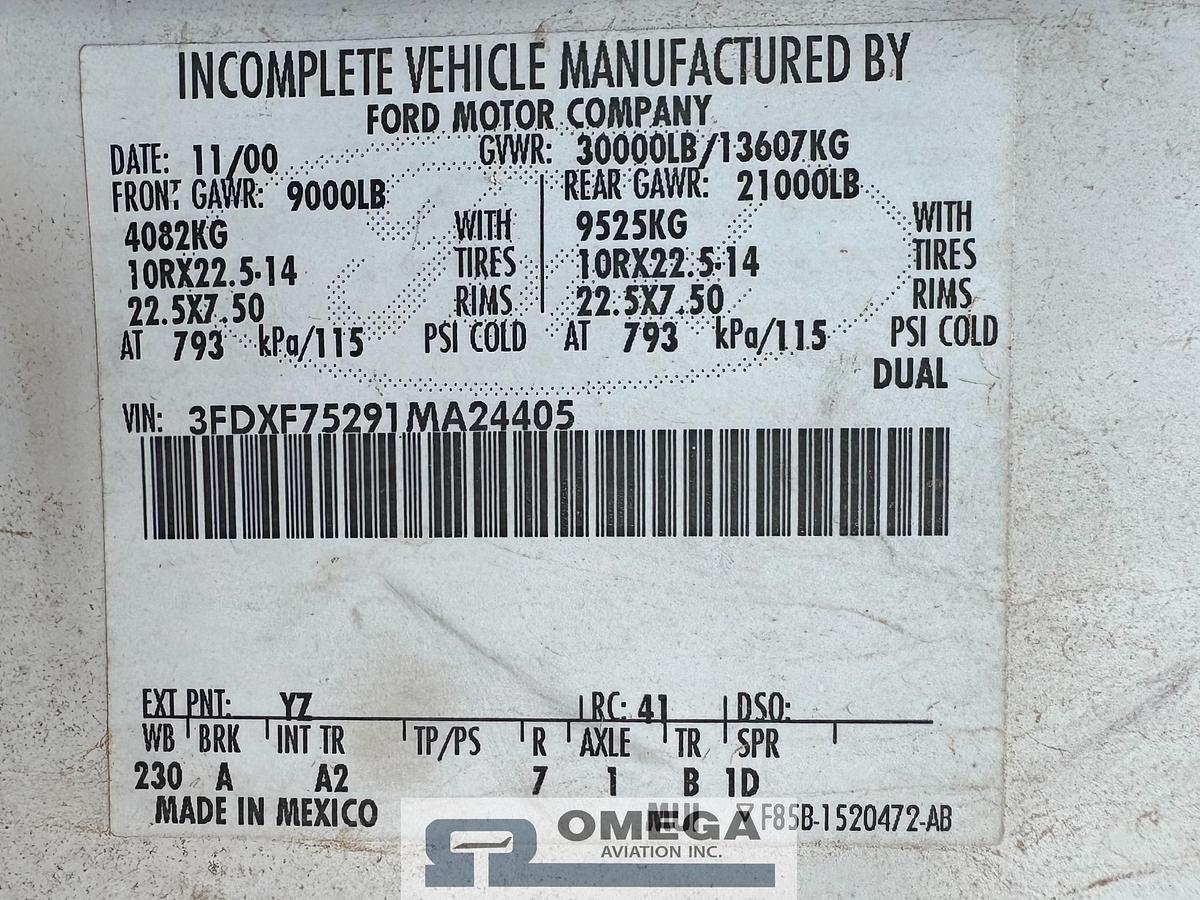 INCOMPLETE VEHICLE MANUFACTURED BY
FORD MOTOR COMPANY
DATE: 11/00 GVWR: 30000LB/13607KG
FRONT GAWR: 9000LB REAR GAWR: 21000LB
4082KG WITH 9525KG WITH
10RX22.5-14 TIRES 10RX22.5-14 TIRES
22.5X7.50 RIMS 22.5X7.50 RIMS
AT 793 kPa/115 PSI COLD AT 793 kPa/115 PSI COLD
DUAL
VIN: 3FDXF75291MA24405
EXT PNT: YZ RC: 41 DSO:
WB BRK INT TR TP/PS R AXLE TR SPR
230 A A2 7 1 B 1D
MADE IN MEXICO F85B-1520472-AB
OMEGA
AVIATION INC.